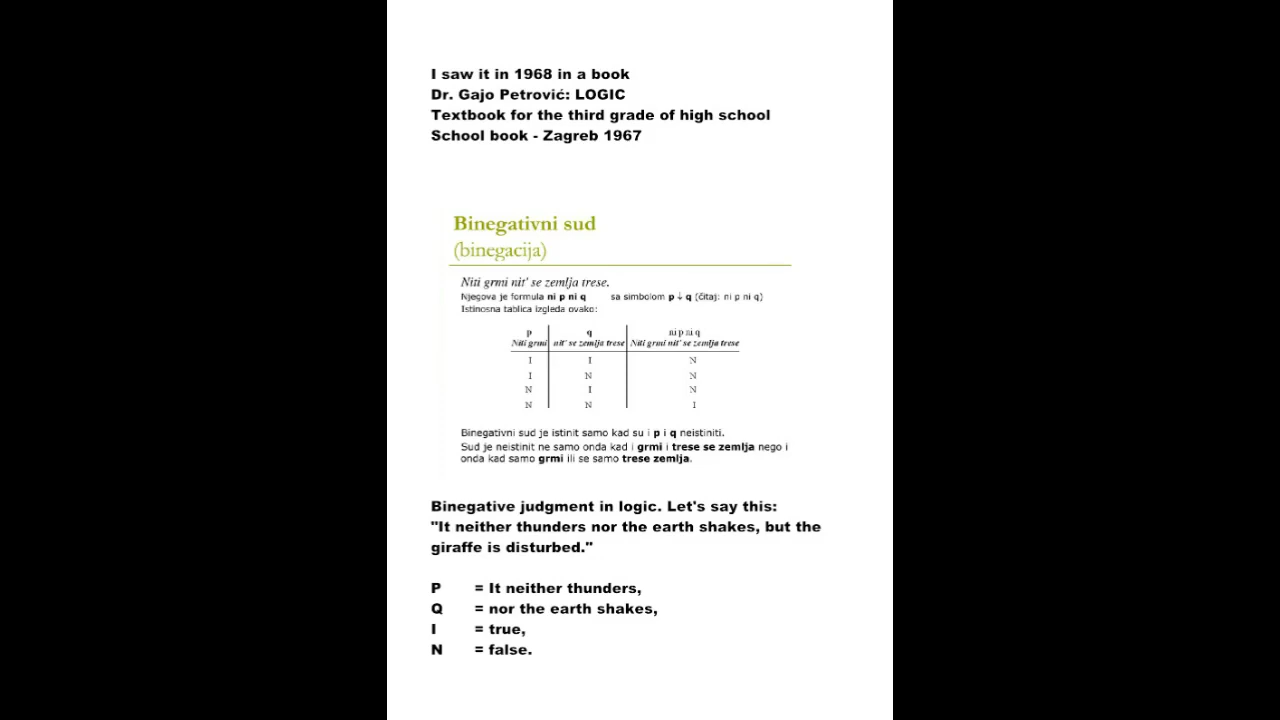 I saw it in 1968 in a book
Dr. Gajo Petrović: LOGIC
Textbook for the third grade of high school
School book - Zagreb 1967
Binegativni sud
(binegacija)
Niti grmi nit' se zemlja trese.
Njegova je formula ni p ni q sa simbolom p ↓ q (čitaj: ni p ni q)
Istinosna tablica izgleda ovako:
p q ni p ni q
Niti grmi nit' se zemlja trese Niti grmi nit' se zemlja trese
I I N
I N N
N I N
N N I
Binegativni sud je istinit samo kad su i p i q neistiniti.
Sud je neistinit ne samo onda kad i grmi i trese se zemlja nego i
onda kad samo grmi ili se samo trese zemlja.
Binegative judgment in logic. Let's say this:
"It neither thunders nor the earth shakes, but the
giraffe is disturbed."
P = It neither thunders,
Q = nor the earth shakes,
I = true,
N = false.